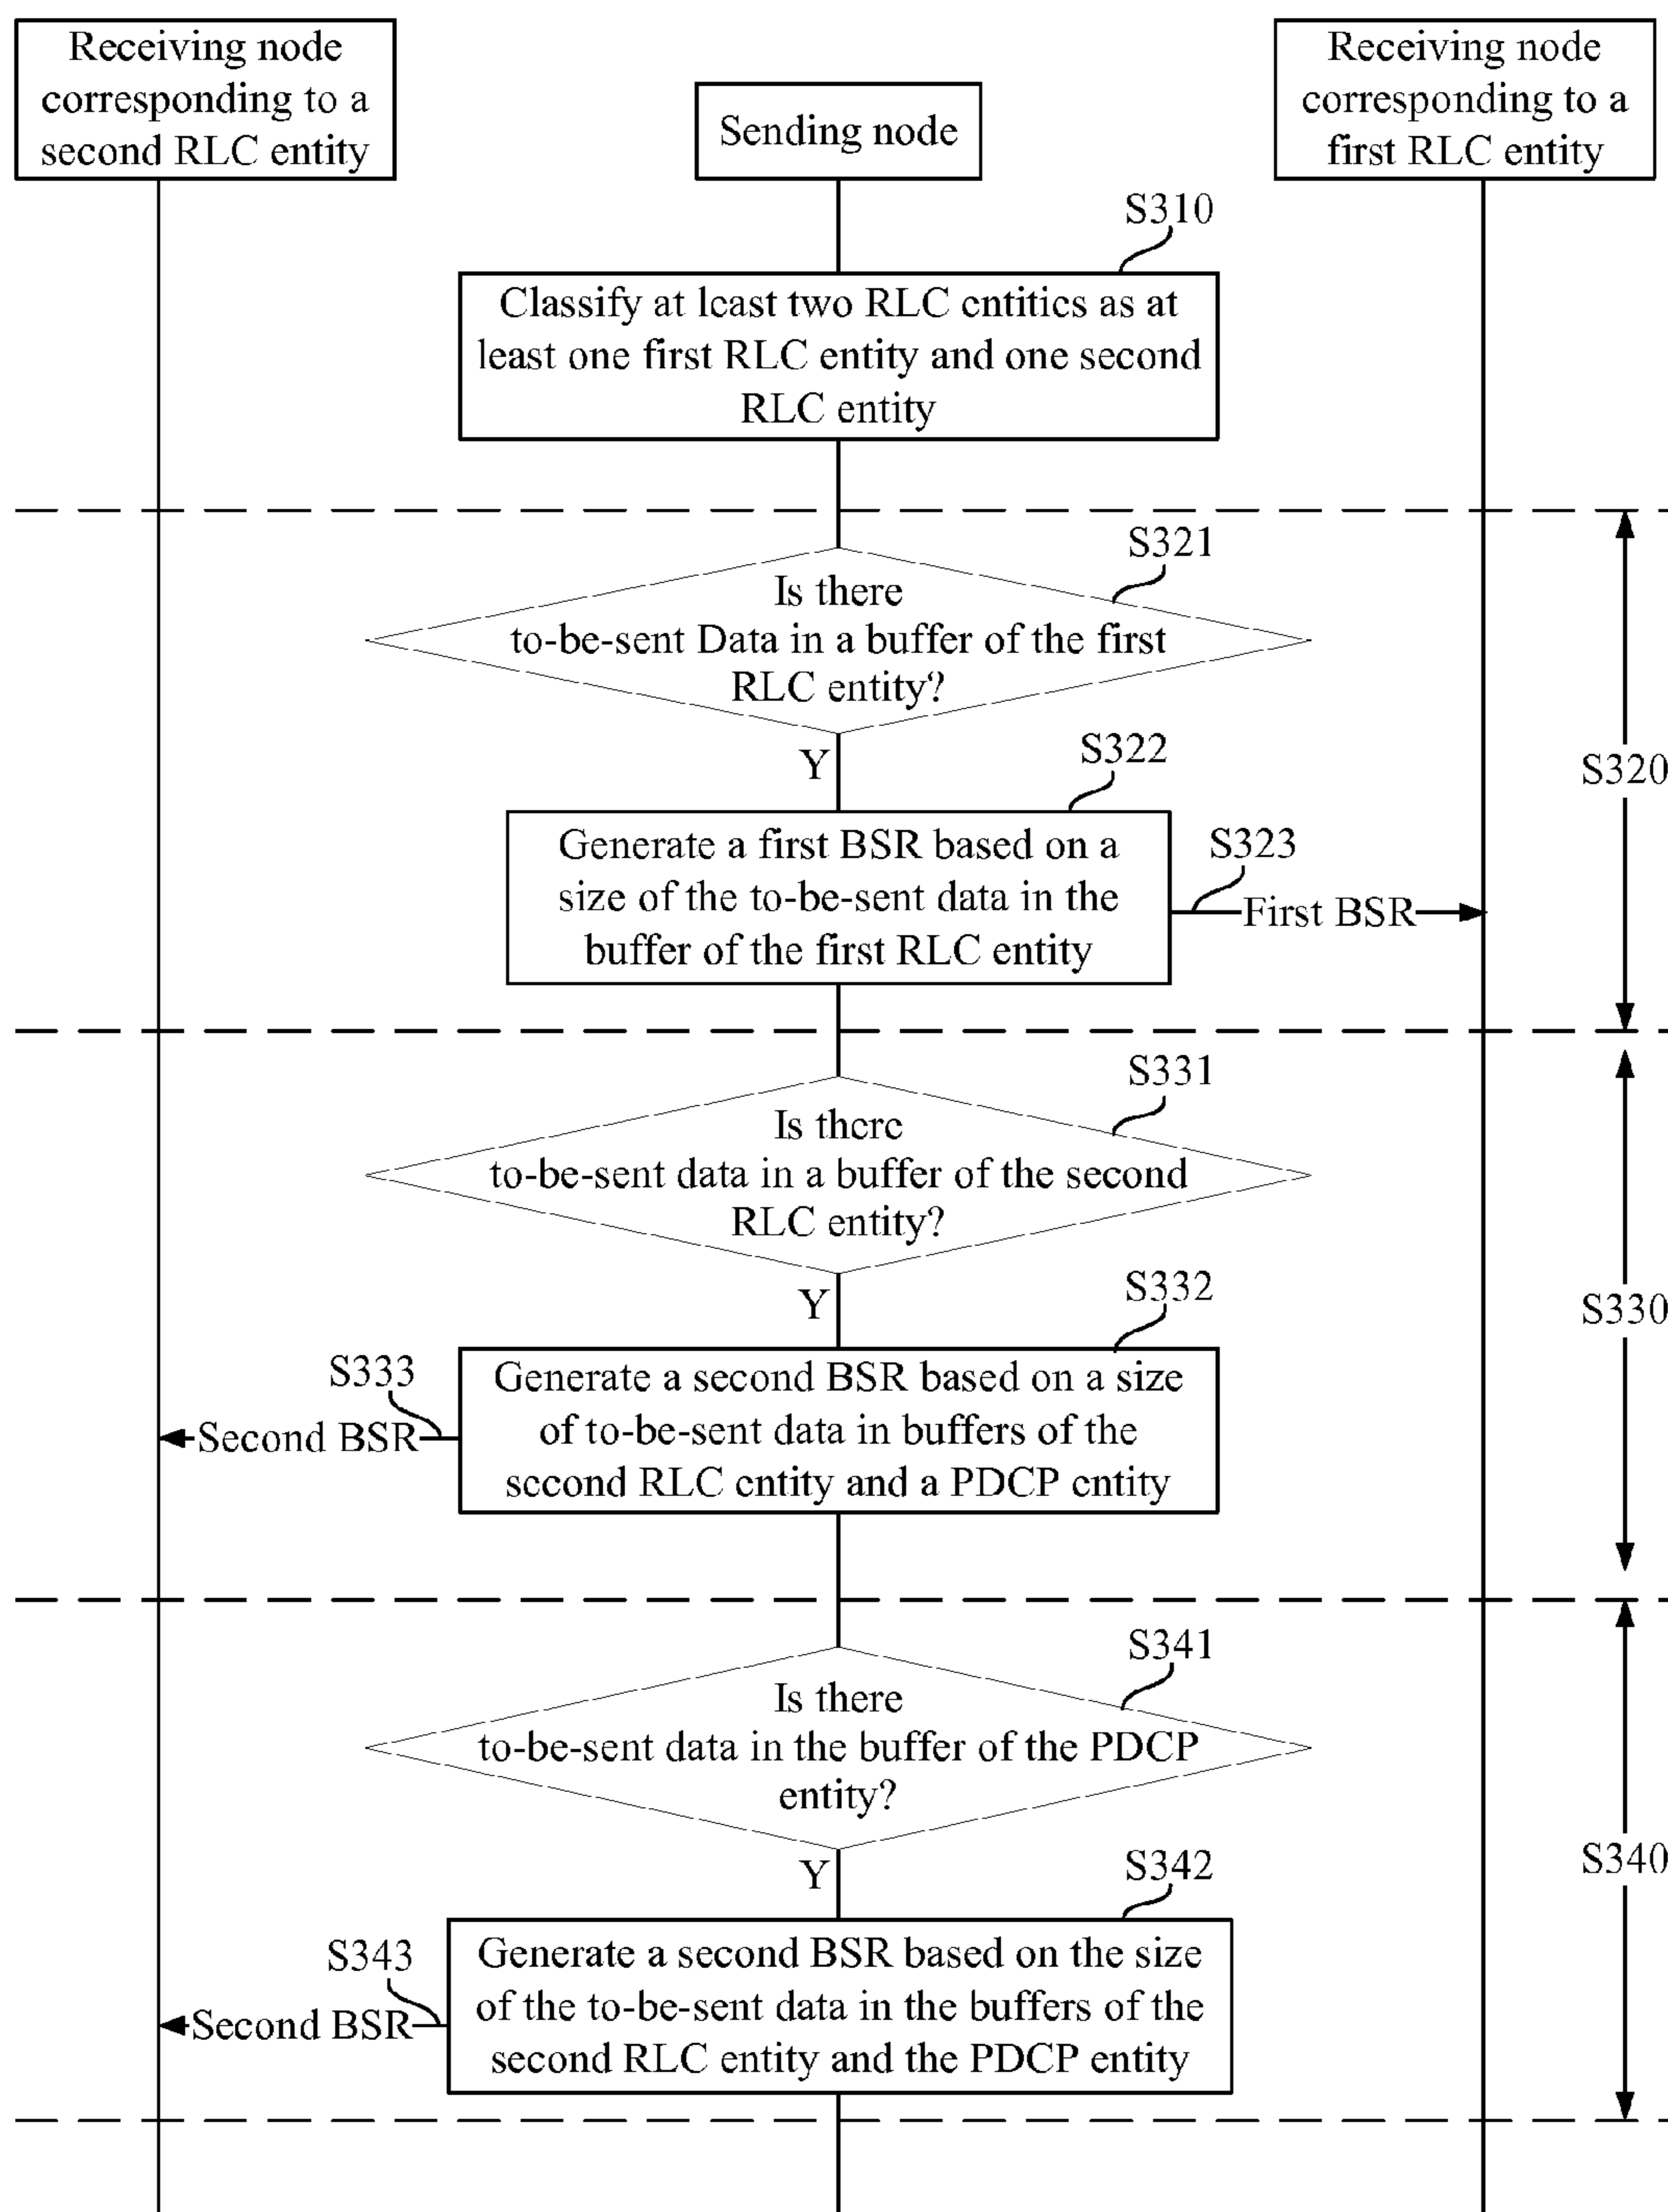 Receiving node
corresponding to a
second RLC entity
Sending node
Receiving node
corresponding to a
first RLC entity
S310
Classify at least two RLC entities as at
least one first RLC entity and one second
RLC entity
S321
Is there
to-be-sent Data in a buffer of the first
RLC entity?
Y
S322
S320
Generate a first BSR based on a
size of the to-be-sent data in the
buffer of the first RLC entity
S323
First BSR
S331
Is there
to-be-sent data in a buffer of the second
RLC entity?
Y
S332
S330
S333
Second BSR
Generate a second BSR based on a size
of to-be-sent data in buffers of the
second RLC entity and a PDCP entity
S341
Is there
to-be-sent data in the buffer of the PDCP
entity?
Y
S342
S340
S343
Second BSR
Generate a second BSR based on the size
of the to-be-sent data in the buffers of the
second RLC entity and the PDCP entity